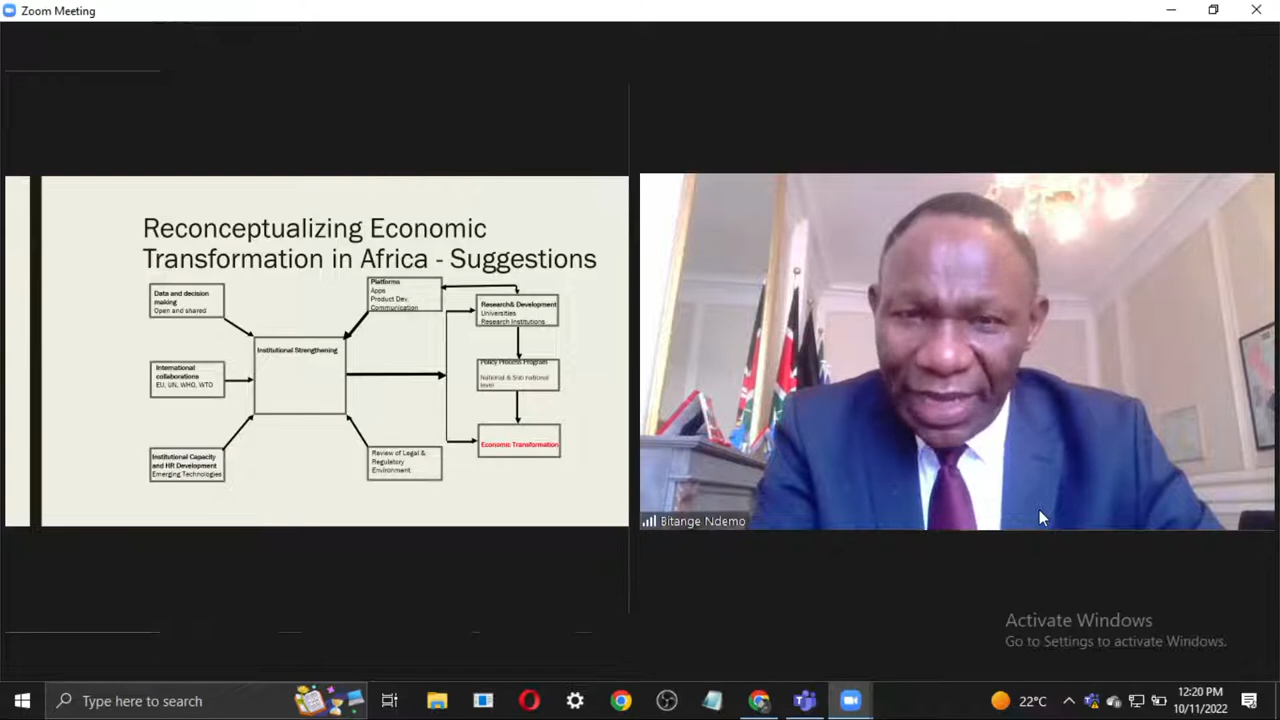 Zoom Meeting
Reconceptualizing Economic
Transformation in Africa - Suggestions
Data and decision
making
Open and shared
International
collaborations
EU, UN, WHO, WTO
Institutional Capacity
and HR Development
Emerging Technologies
Institutional Strengthening
Platforms
Apps
Product Dev.
Communication
Review of Legal &
Regulatory
Environment
Research& Development
Universities
Research Institutions
Policy Process Program
National & Sub national
level
Economic Transformation
Bitange Ndemo
Activate Windows
Go to Settings to activate Windows.
Type here to search
22°C
12:20 PM
10/11/2022